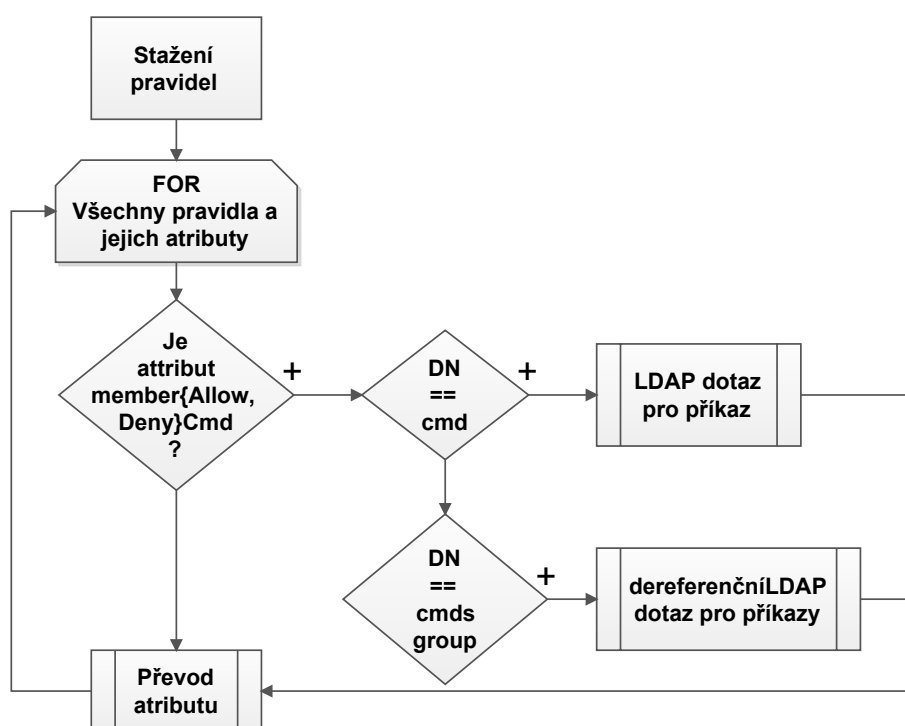 Stažení
pravidel
FOR
Všechny pravidla a
jejich atributy
Je
attribut
member{Allow,
Deny}Cmd
?
+
DN
==
cmd
+
LDAP dotaz
pro příkaz
DN
==
cmds
group
+
dereferenčníLDAP
dotaz pro příkazy
Převod
atributu